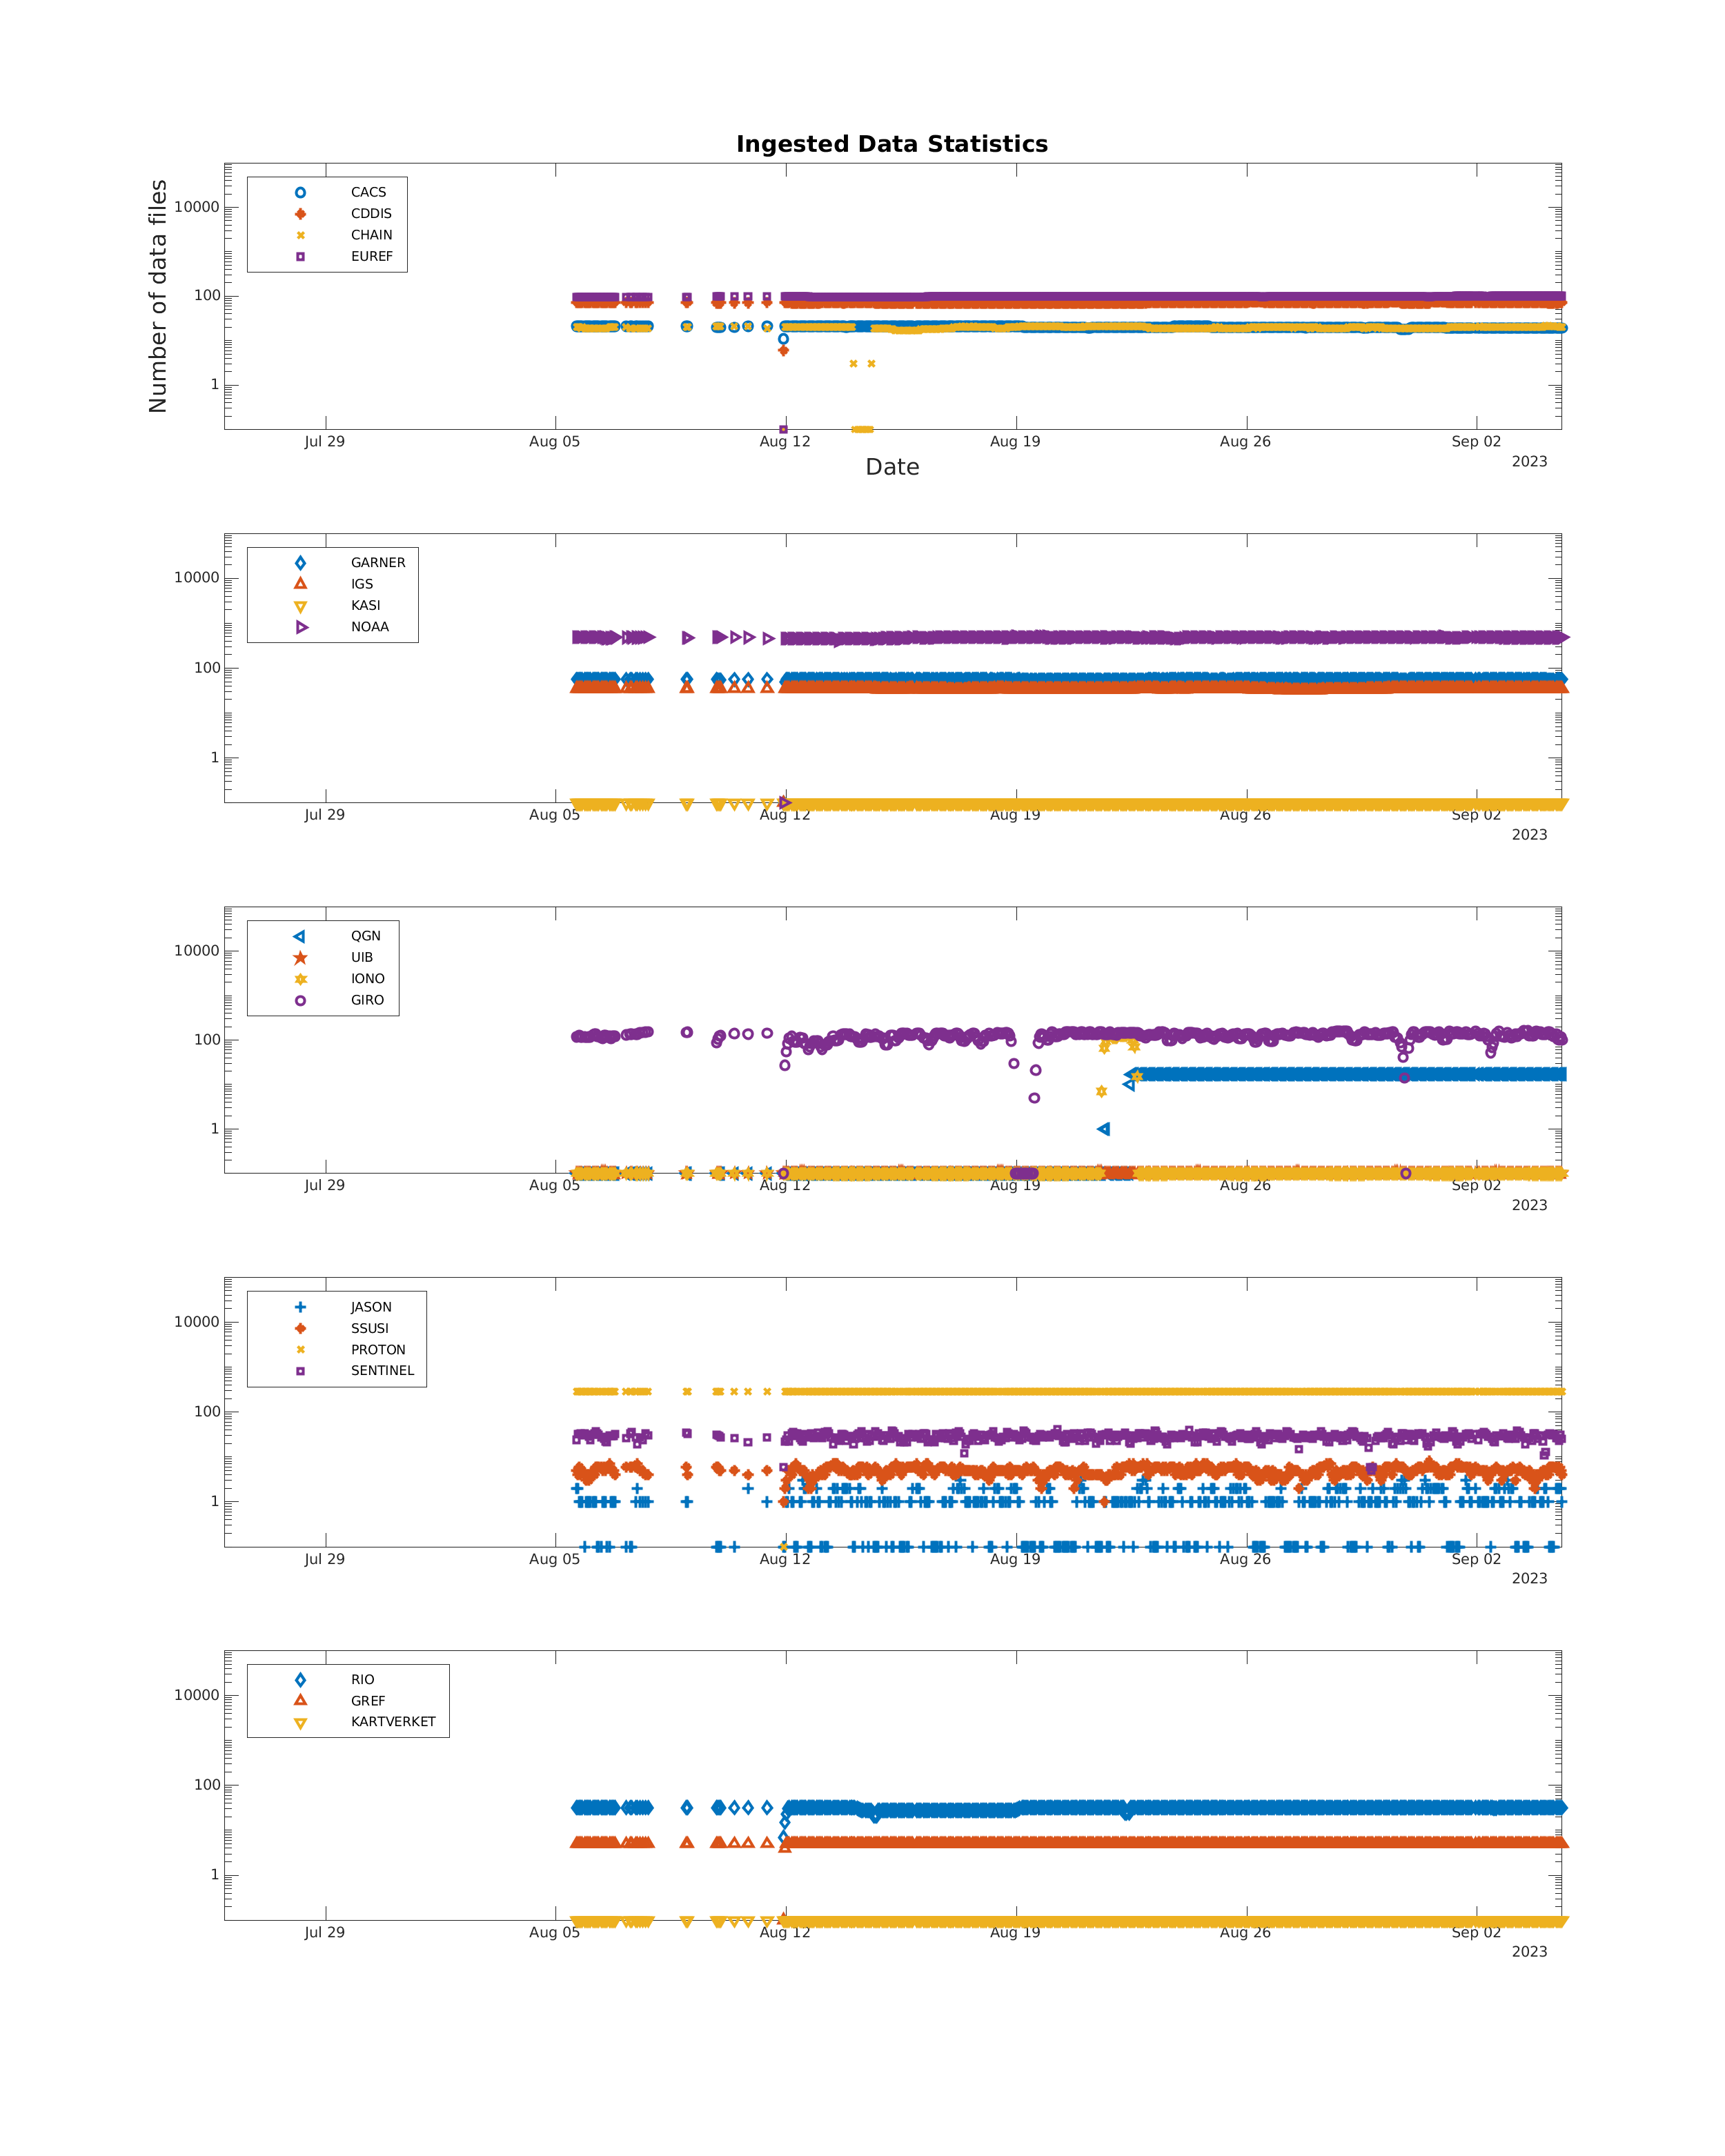 Ingested Data Statistics
Number of data files
10000
100
1
CACS
CDDIS
CHAIN
EUREF
Jul 29 Aug 05 Aug 12 Aug 19 Aug 26 Sep 02
2023
Date
10000
100
1
GARNER
IGS
KASI
NOAA
Jul 29 Aug 05 Aug 12 Aug 19 Aug 26 Sep 02
2023
10000
100
1
QGN
UIB
IONO
GIRO
Jul 29 Aug 05 Aug 12 Aug 19 Aug 26 Sep 02
2023
10000
100
1
JASON
SSUSI
PROTON
SENTINEL
Jul 29 Aug 05 Aug 12 Aug 19 Aug 26 Sep 02
2023
10000
100
1
RIO
GREF
KARTVERKET
Jul 29 Aug 05 Aug 12 Aug 19 Aug 26 Sep 02
2023